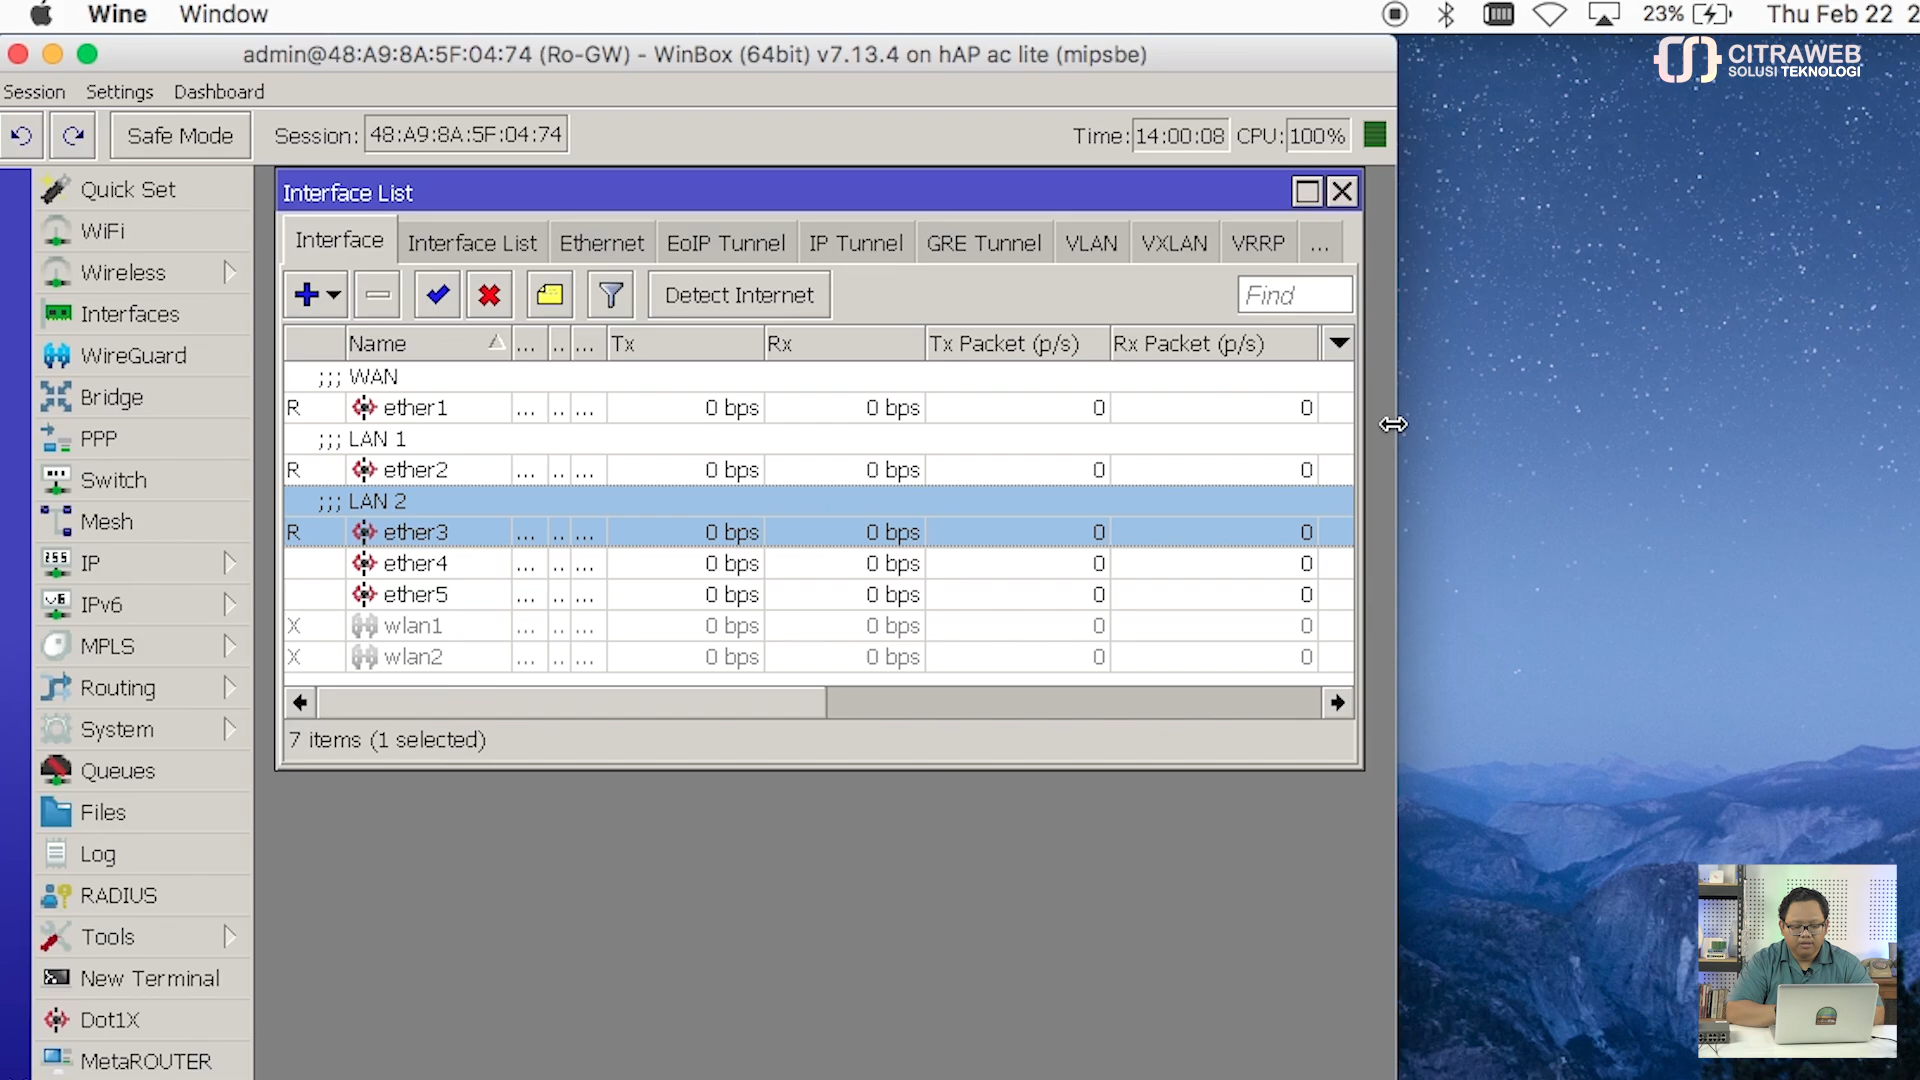 Wine Window 23% Thu Feb 22 2
CITRAWEB
SOLUSI TEKNOLOGI
admin@48:A9:8A:5F:04:74 (Ro-GW) - WinBox (64bit) v7.13.4 on hAP ac lite (mipsbe)
Session Settings Dashboard
Safe Mode Session: 48:A9:8A:5F:04:74 Time: 14:00:08 CPU: 100%
Quick Set
WiFi
Wireless
Interfaces
WireGuard
Bridge
PPP
Switch
Mesh
IP
IPv6
MPLS
Routing
System
Queues
Files
Log
RADIUS
Tools
New Terminal
Dot1X
MetaROUTER
Interface List
Interface Interface List Ethernet EoIP Tunnel IP Tunnel GRE Tunnel VLAN VXLAN VRRP ...
Detect Internet Find
Name ... .. ... Tx Rx Tx Packet (p/s) Rx Packet (p/s)
;;; WAN
R ether1 ... .. ... 0 bps 0 bps 0 0
;;; LAN 1
R ether2 ... .. ... 0 bps 0 bps 0 0
;;; LAN 2
R ether3 ... .. ... 0 bps 0 bps 0 0
ether4 ... .. ... 0 bps 0 bps 0 0
ether5 ... .. ... 0 bps 0 bps 0 0
X wlan1 ... .. ... 0 bps 0 bps 0 0
X wlan2 ... .. ... 0 bps 0 bps 0 0
7 items (1 selected)